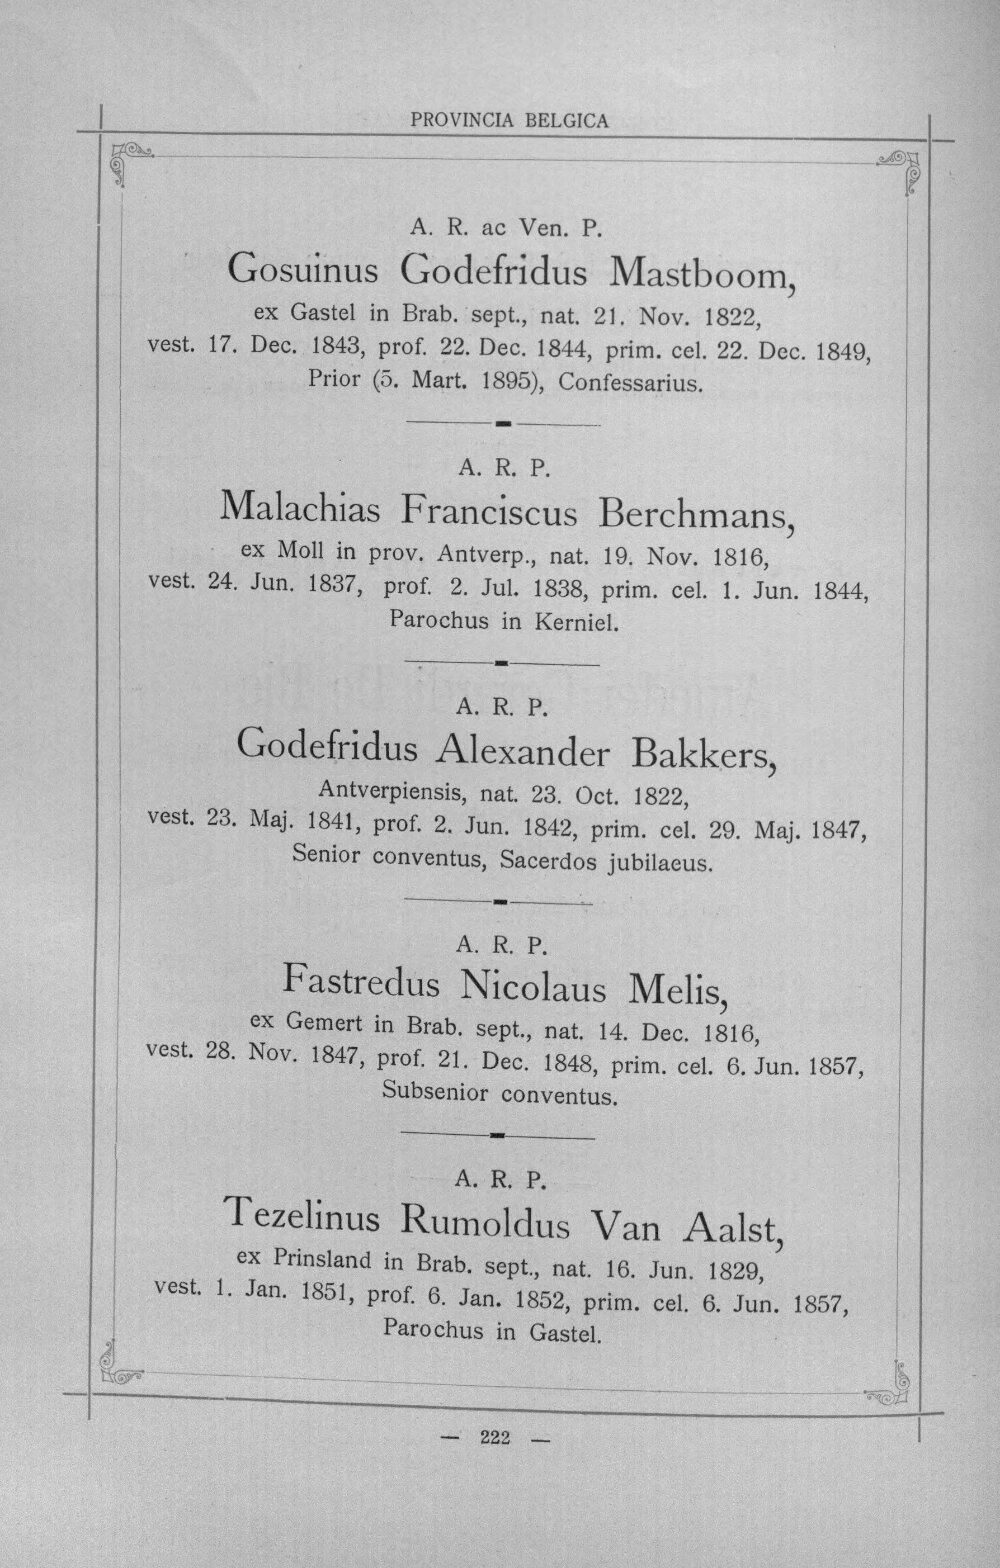 PROVINCIA BELGICA
A. R. ac Ven. P.
Gosuinus Godefridus Mastboom,
ex Gastel in Brab. sept., nat. 21. Nov. 1822,
vest. 17. Dec. 1843, prof. 22. Dec. 1844, prim. cel. 22. Dec. 1849,
Prior (5. Mart. 1895), Confessarius.
A. R. P.
Malachias Franciscus Berchmans,
ex Moll in prov. Antverp., nat. 19. Nov. 1816,
vest. 24. Jun. 1837, prof. 2. Jul. 1838, prim. cel. 1. Jun. 1844,
Parochus in Kerniel.
A. R. P.
Godefridus Alexander Bakkers,
Antverpiensis, nat. 23. Oct. 1822,
vest. 23. Maj. 1841, prof. 2. Jun. 1842, prim. cel. 29. Maj. 1847,
Senior conventus, Sacerdos jubilaeus.
A. R. P.
Fastredus Nicolaus Melis,
ex Gemert in Brab. sept., nat. 14. Dec. 1816,
vest. 28. Nov. 1847, prof. 21. Dec. 1848, prim. cel. 6. Jun. 1857,
Subsenior conventus.
A. R. P.
Tezelinus Rumoldus Van Aalst,
ex Prinsland in Brab. sept., nat. 16. Jun. 1829,
vest. 1. Jan. 1851, prof. 6. Jan. 1852, prim. cel. 6. Jun. 1857,
Parochus in Gastel.
— 222 —